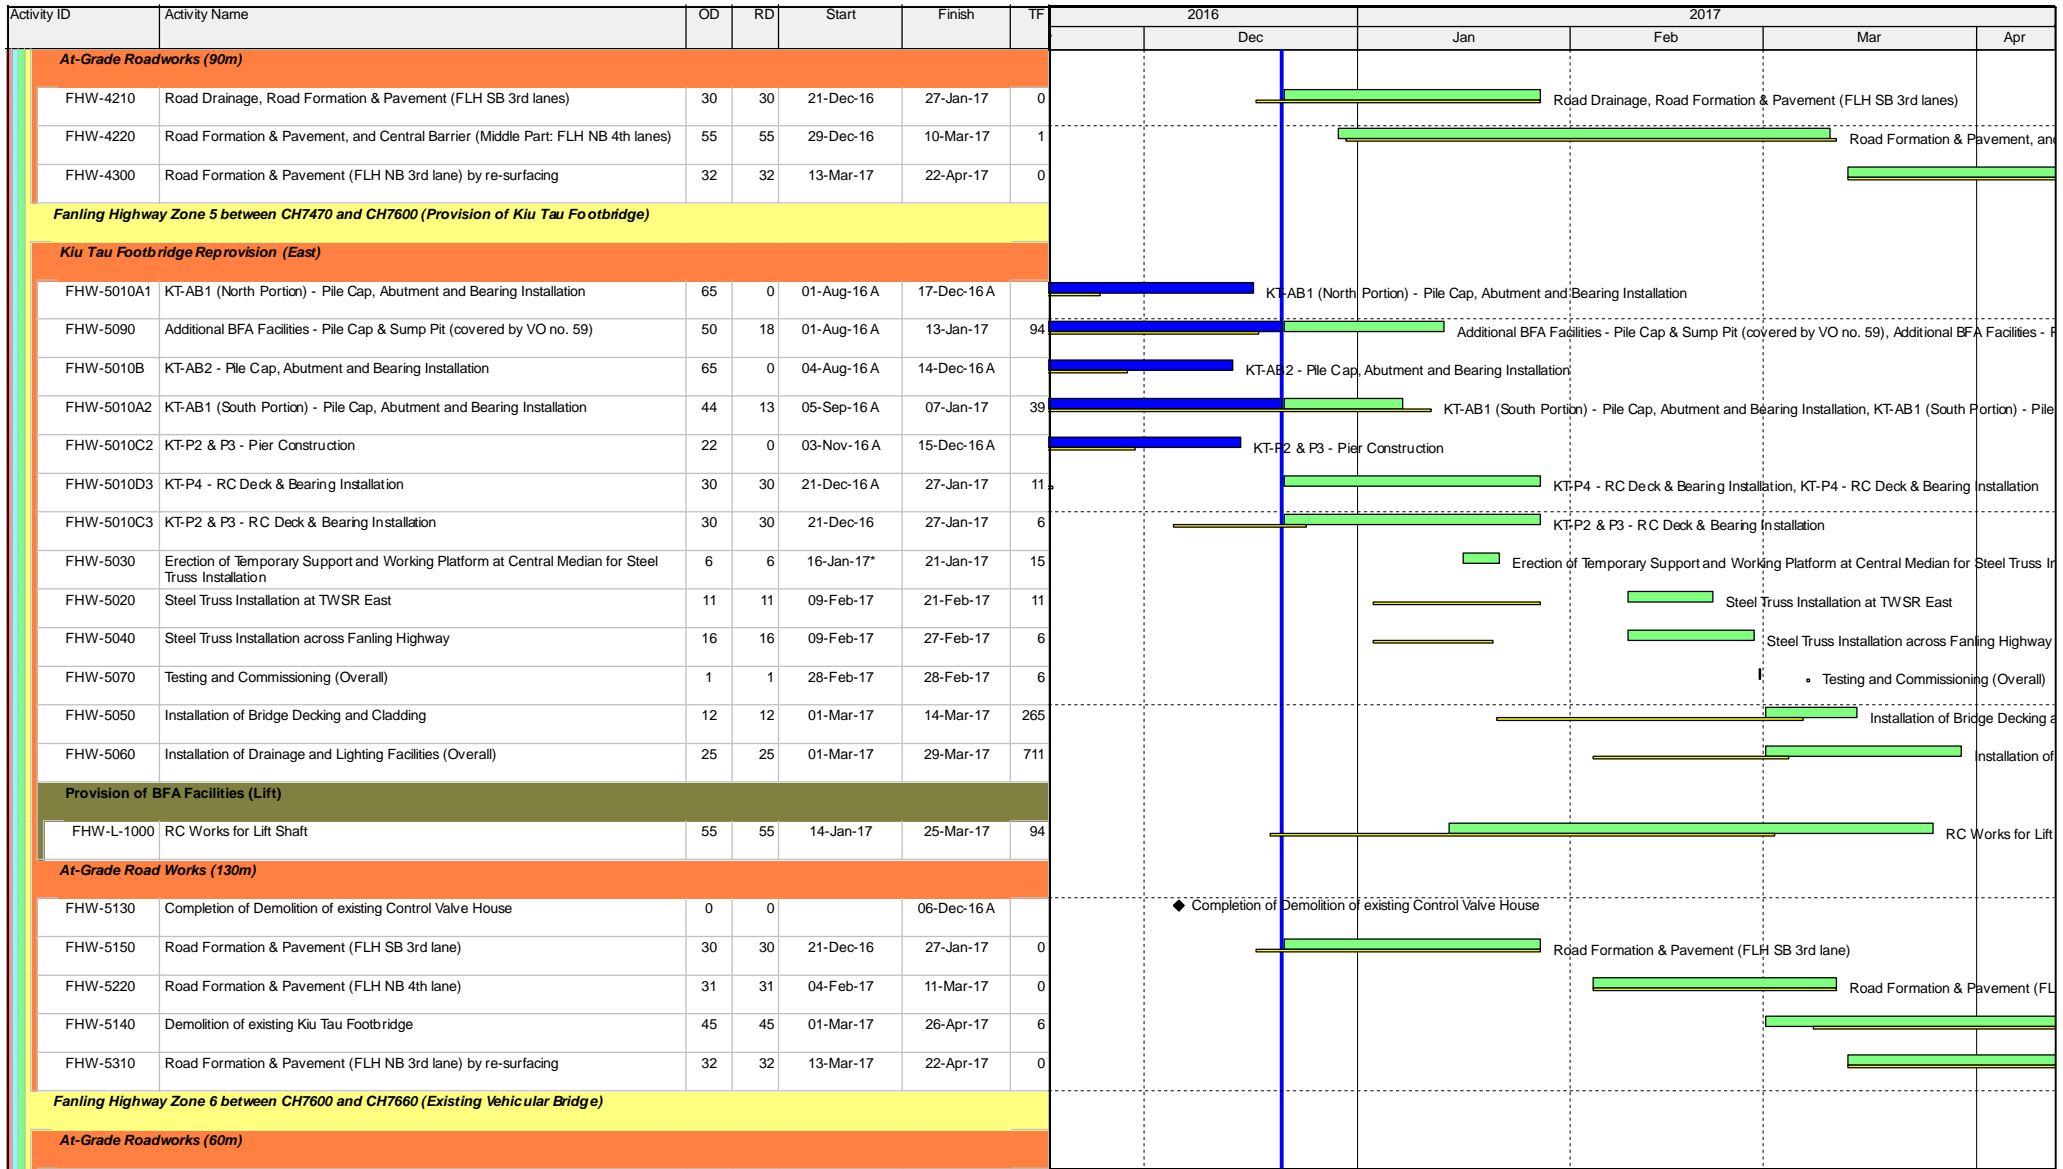 Activity ID Activity Name OD RD Start Finish TF 2016 2017
Dec Jan Feb Mar Apr
At-Grade Roadworks (90m)
FHW-4210 Road Drainage, Road Formation & Pavement (FLH SB 3rd lanes) 30 30 21-Dec-16 27-Jan-17 0 Road Drainage, Road Formation & Pavement (FLH SB 3rd lanes)
FHW-4220 Road Formation & Pavement, and Central Barrier (Middle Part: FLH NB 4th lanes) 55 55 29-Dec-16 10-Mar-17 1 Road Formation & Pavement, and
FHW-4300 Road Formation & Pavement (FLH NB 3rd lane) by re-surfacing 32 32 13-Mar-17 22-Apr-17 0
Fanling Highway Zone 5 between CH7470 and CH7600 (Provision of Kiu Tau Footbridge)
Kiu Tau Footbridge Reprovision (East)
FHW-5010A1 KT-AB1 (North Portion) - Pile Cap, Abutment and Bearing Installation 65 0 01-Aug-16 A 17-Dec-16 A KT-AB1 (North Portion) - Pile Cap, Abutment and Bearing Installation
FHW-5090 Additional BFA Facilities - Pile Cap & Sump Pit (covered by VO no. 59) 50 18 01-Aug-16 A 13-Jan-17 94 Additional BFA Facilities - Pile Cap & Sump Pit (covered by VO no. 59), Additional BFA Facilities -
FHW-5010B KT-AB2 - Pile Cap, Abutment and Bearing Installation 65 0 04-Aug-16 A 14-Dec-16 A KT-AB2 - Pile Cap, Abutment and Bearing Installation
FHW-5010A2 KT-AB1 (South Portion) - Pile Cap, Abutment and Bearing Installation 44 13 05-Sep-16 A 07-Jan-17 39 KT-AB1 (South Portion) - Pile Cap, Abutment and Bearing Installation, KT-AB1 (South Portion) - Pile
FHW-5010C2 KT-P2 & P3 - Pier Construction 22 0 03-Nov-16 A 15-Dec-16 A KT-P2 & P3 - Pier Construction
FHW-5010D3 KT-P4 - RC Deck & Bearing Installation 30 30 21-Dec-16 A 27-Jan-17 11 KT-P4 - RC Deck & Bearing Installation, KT-P4 - RC Deck & Bearing Installation
FHW-5010C3 KT-P2 & P3 - RC Deck & Bearing Installation 30 30 21-Dec-16 27-Jan-17 6 KT-P2 & P3 - RC Deck & Bearing Installation
FHW-5030 Erection of Temporary Support and Working Platform at Central Median for Steel 6 6 16-Jan-17* 21-Jan-17 15 Erection of Temporary Support and Working Platform at Central Median for Steel Truss
Truss Installation
FHW-5020 Steel Truss Installation at TWSR East 11 11 09-Feb-17 21-Feb-17 11 Steel Truss Installation at TWSR East
FHW-5040 Steel Truss Installation across Fanling Highway 16 16 09-Feb-17 27-Feb-17 6 Steel Truss Installation across Fanling Highway
FHW-5070 Testing and Commissioning (Overall) 1 1 28-Feb-17 28-Feb-17 6 Testing and Commissioning (Overall)
FHW-5050 Installation of Bridge Decking and Cladding 12 12 01-Mar-17 14-Mar-17 265 Installation of Bridge Decking a
FHW-5060 Installation of Drainage and Lighting Facilities (Overall) 25 25 01-Mar-17 29-Mar-17 711 Installation of
Provision of BFA Facilities (Lift)
FHW-L-1000 RC Works for Lift Shaft 55 55 14-Jan-17 25-Mar-17 94 RC Works for Lift
At-Grade Road Works (130m)
FHW-5130 Completion of Demolition of existing Control Valve House 0 0 06-Dec-16 A Completion of Demolition of existing Control Valve House
FHW-5150 Road Formation & Pavement (FLH SB 3rd lane) 30 30 21-Dec-16 27-Jan-17 0 Road Formation & Pavement (FLH SB 3rd lane)
FHW-5220 Road Formation & Pavement (FLH NB 4th lane) 31 31 04-Feb-17 11-Mar-17 0 Road Formation & Pavement (FL
FHW-5140 Demolition of existing Kiu Tau Footbridge 45 45 01-Mar-17 26-Apr-17 6
FHW-5310 Road Formation & Pavement (FLH NB 3rd lane) by re-surfacing 32 32 13-Mar-17 22-Apr-17 0
Fanling Highway Zone 6 between CH7600 and CH7660 (Existing Vehicular Bridge)
At-Grade Roadworks (60m)